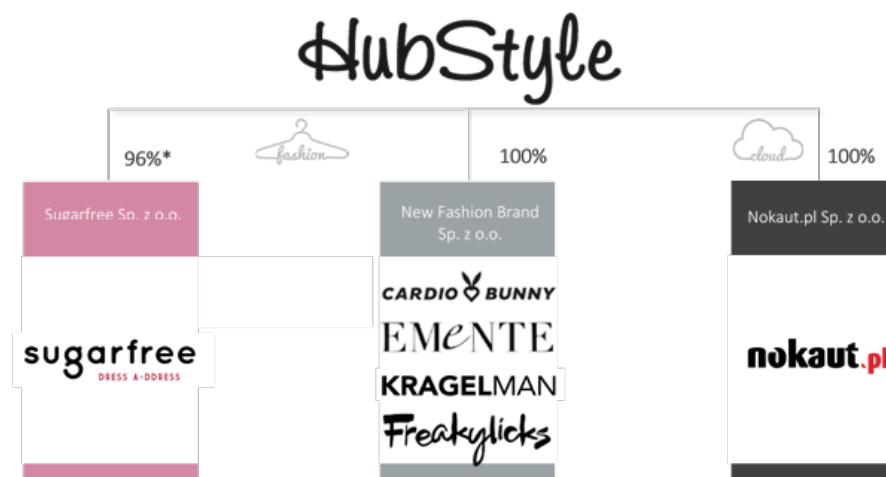 HubStyle
96%*
fashion
100%
cloud
100%
Sugarfree Sp. z o.o.
New Fashion Brand
Sp. z o.o.
Nokaut.pl Sp. z o.o.
sugarfree
DRESS A-DDRESS
CARDIO BUNNY
EMeNTE
KRAGELMAN
Freakylicks
nokaut.pl